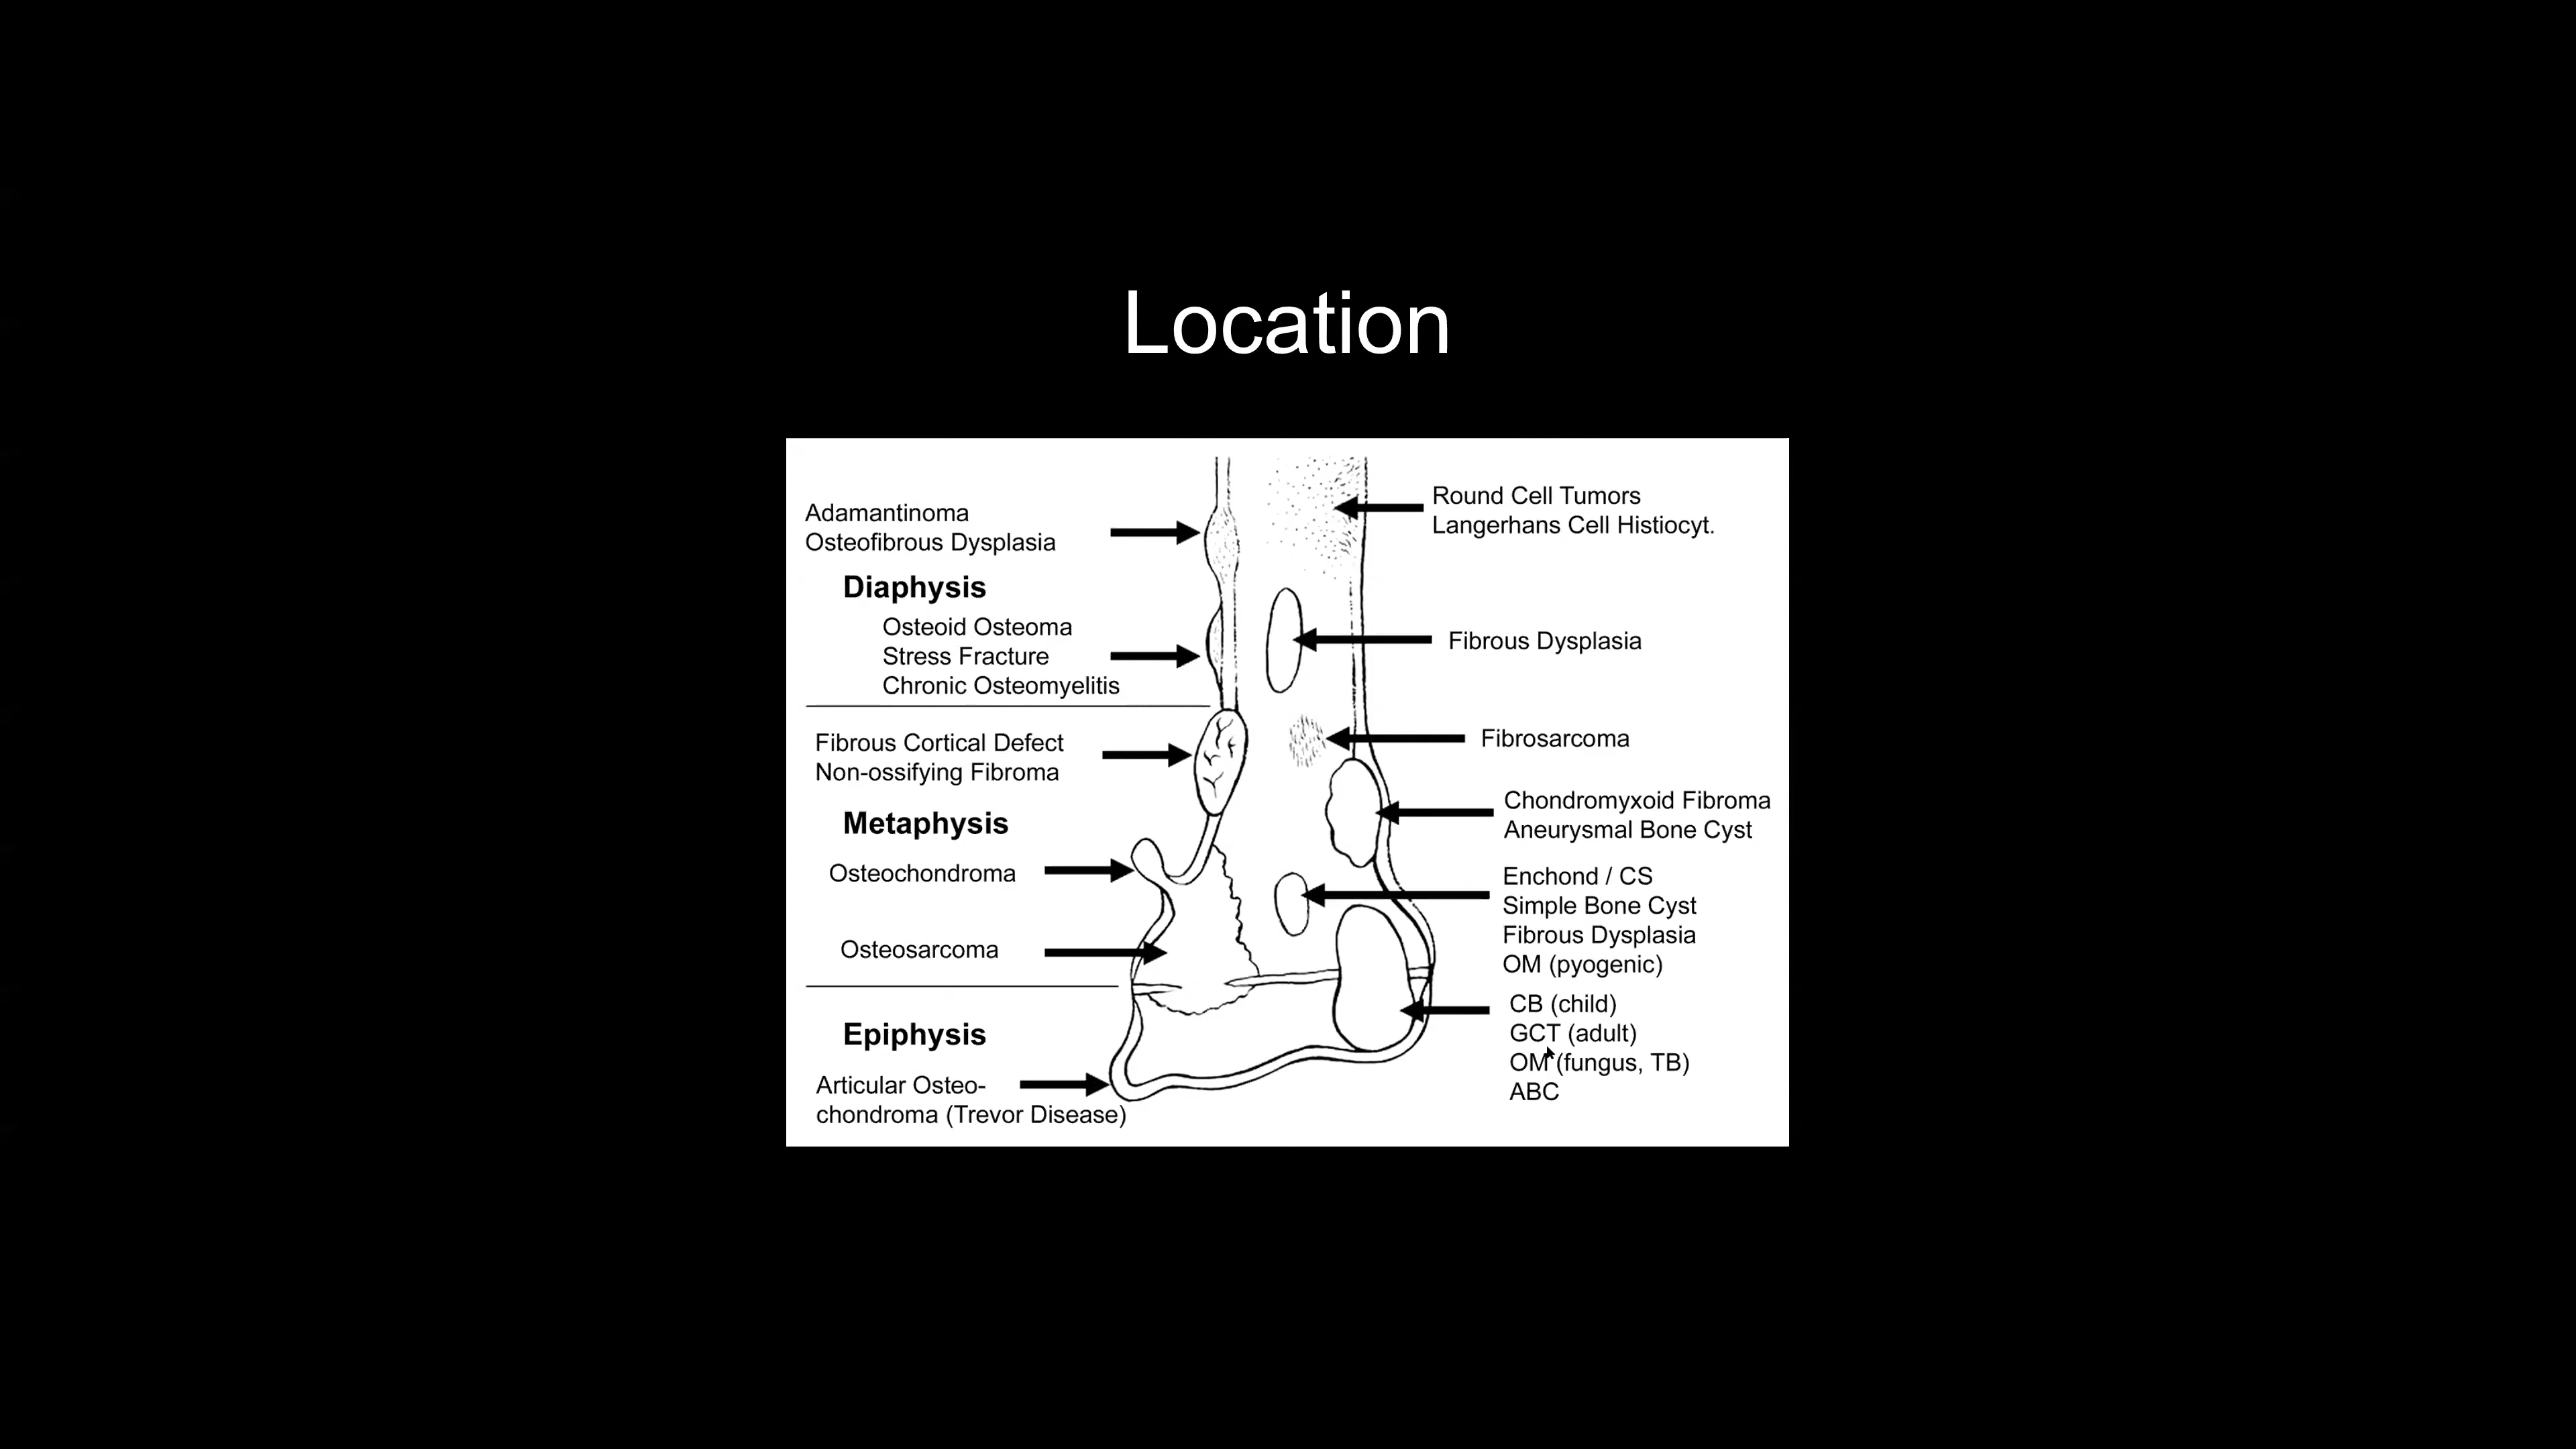 Location
Adamantinoma
Osteofibrous Dysplasia
Diaphysis
Osteoid Osteoma
Stress Fracture
Chronic Osteomyelitis
Fibrous Cortical Defect
Non-ossifying Fibroma
Metaphysis
Osteochondroma
Osteosarcoma
Epiphysis
Articular Osteo-
chondroma (Trevor Disease)
Round Cell Tumors
Langerhans Cell Histiocyt.
Fibrous Dysplasia
Fibrosarcoma
Chondromyxoid Fibroma
Aneurysmal Bone Cyst
Enchond / CS
Simple Bone Cyst
Fibrous Dysplasia
OM (pyogenic)
CB (child)
GCT (adult)
OM (fungus, TB)
ABC